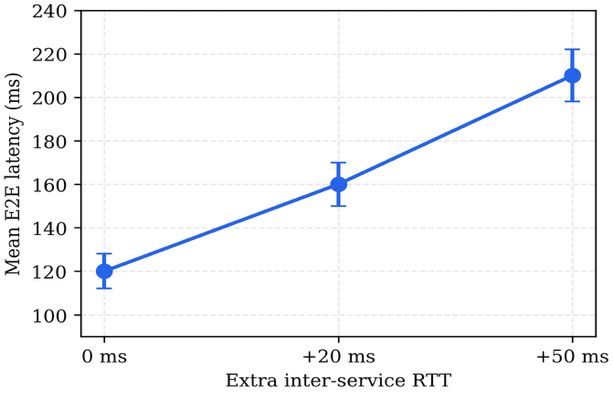 240
220
200
180
160
140
120
100
Mean E2E latency (ms)
0 ms
+20 ms
+50 ms
Extra inter-service RTT